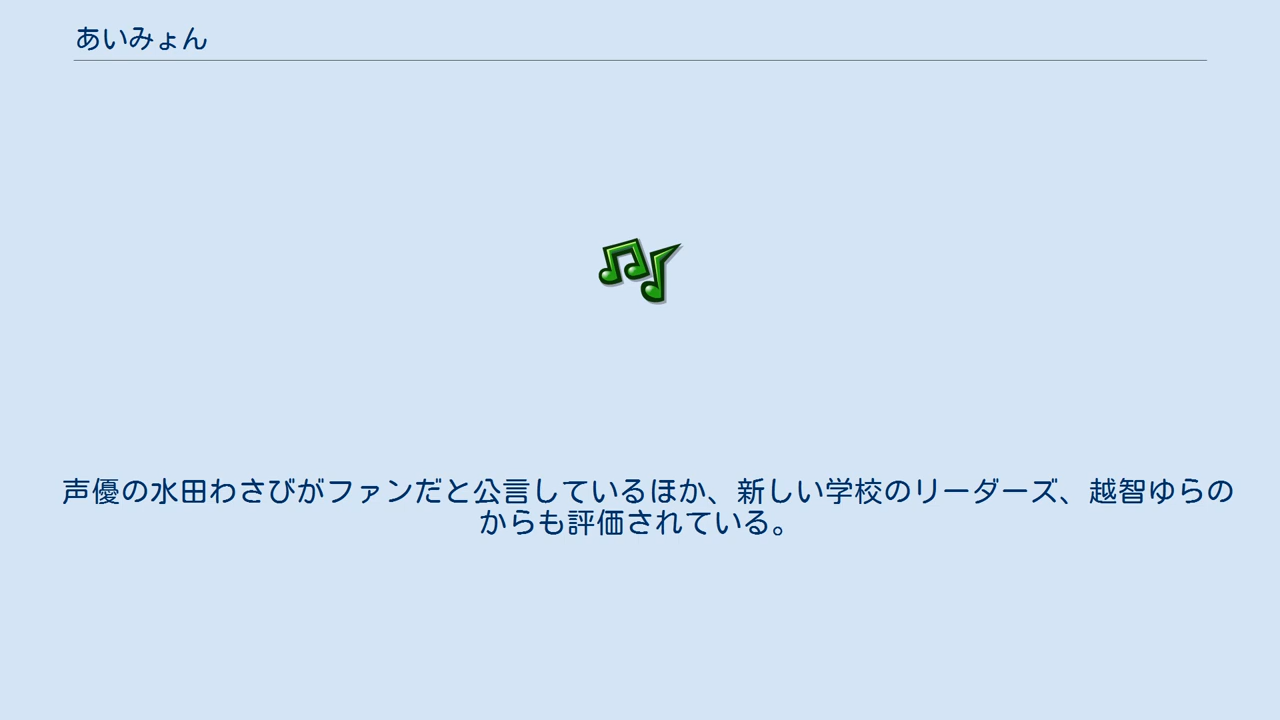 あいみょん
声優の水田わさびがファンだと公言しているほか、新しい学校のリーダーズ、越智ゆらの
からも評価されている。